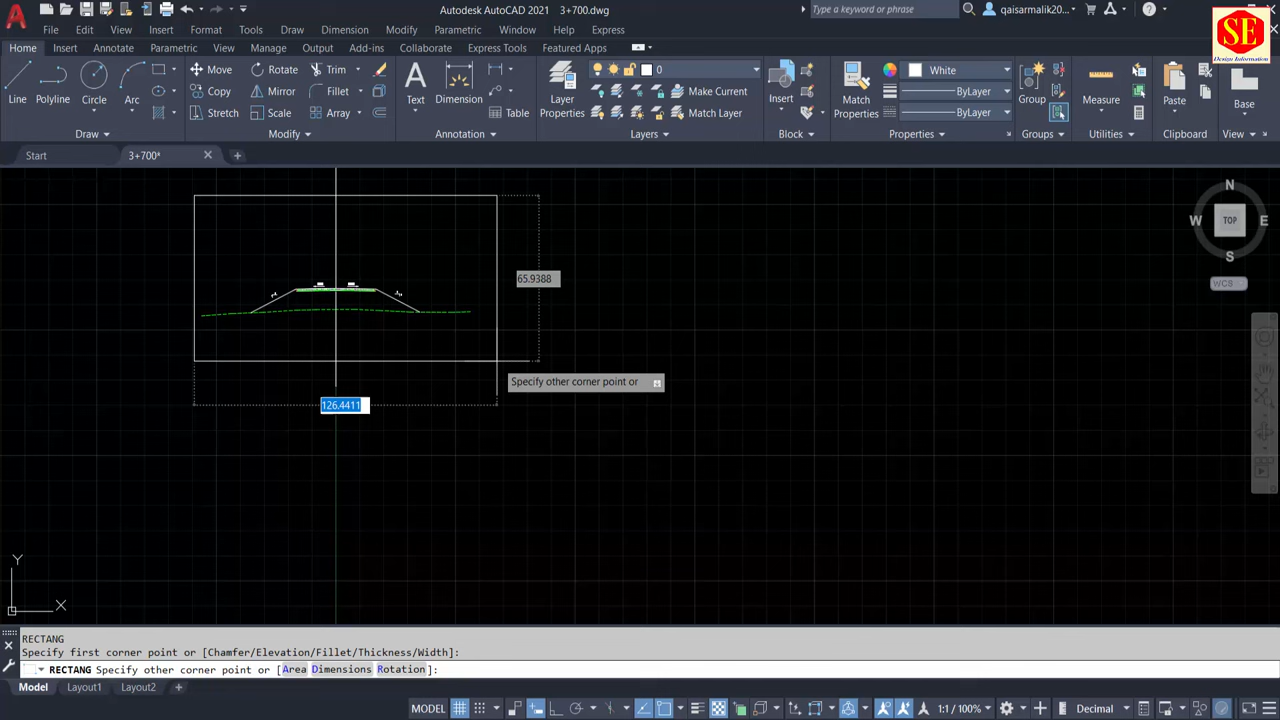 Autodesk AutoCAD 2021 3+700.dwg
Type a keyword or phrase
qaisarmalik20...
SE
Design Information
File Edit View Insert Format Tools Draw Dimension Modify Parametric Window Help Express
Home Insert Annotate Parametric View Manage Output Add-ins Collaborate Express Tools Featured Apps
Line Polyline Circle Arc
Move Rotate Trim
Copy Mirror Fillet
Stretch Scale Array
Text Dimension Table
Layer Properties
0
Make Current
Match Layer
Insert
Match Properties
White
ByLayer
ByLayer
Group
Measure
Paste
Base
Draw Modify Annotation Layers Block Properties Groups Utilities Clipboard View
Start 3+700*
N
W TOP E
S
WCS
65.9388
Specify other corner point or
126.4411
Y
X
RECTANG
Specify first corner point or [Chamfer/Elevation/Fillet/Thickness/Width]:
RECTANG Specify other corner point or [Area Dimensions Rotation]:
Model Layout1 Layout2 +
MODEL 1:1 / 100% Decimal